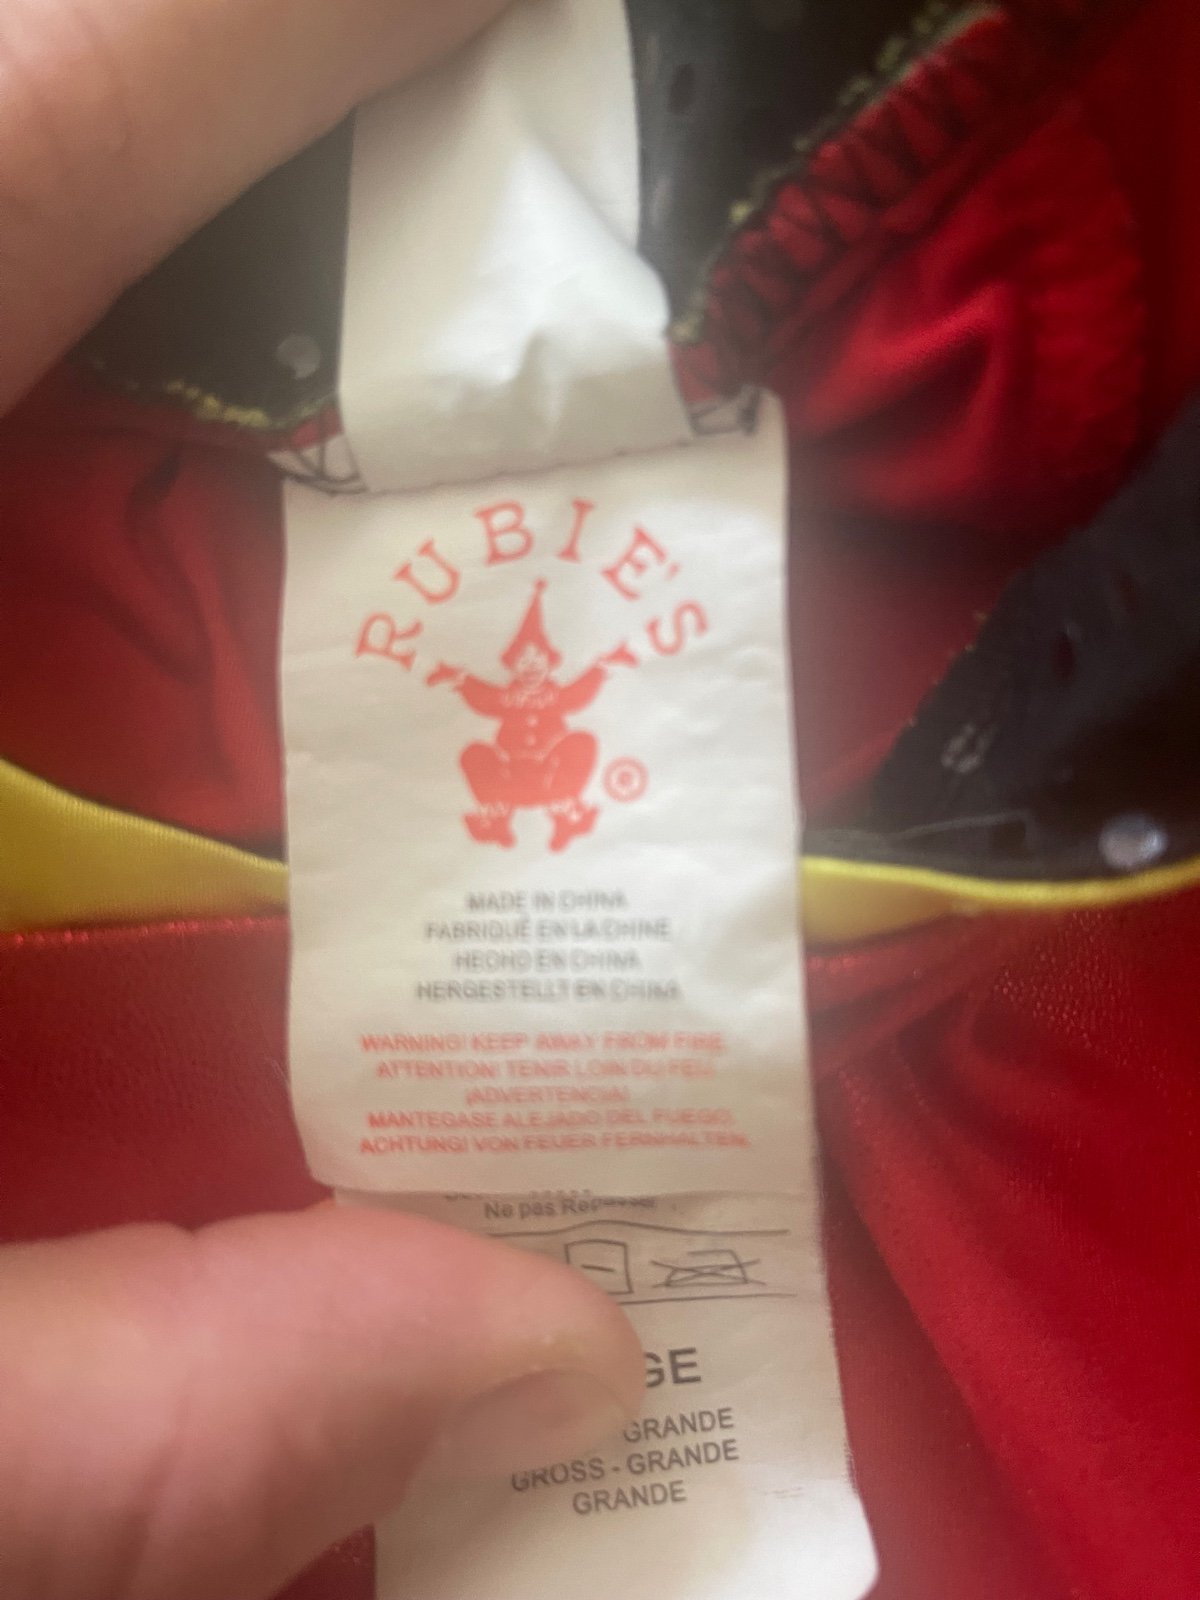 RUBIE'S
®
MADE IN CHINA
FABRIQUÉ EN LA CHINE
HECHO EN CHINA
HERGESTELLT EN CHINA
WARNING! KEEP AWAY FROM FIRE
ATTENTION! TENIR LOIN DU FEU
¡ADVERTENCIA!
MANTEGASE ALEJADO DEL FUEGO.
ACHTUNG! VON FEUER FERNHALTEN.
Ne pas Repasser
GE
GRANDE
GROSS - GRANDE
GRANDE